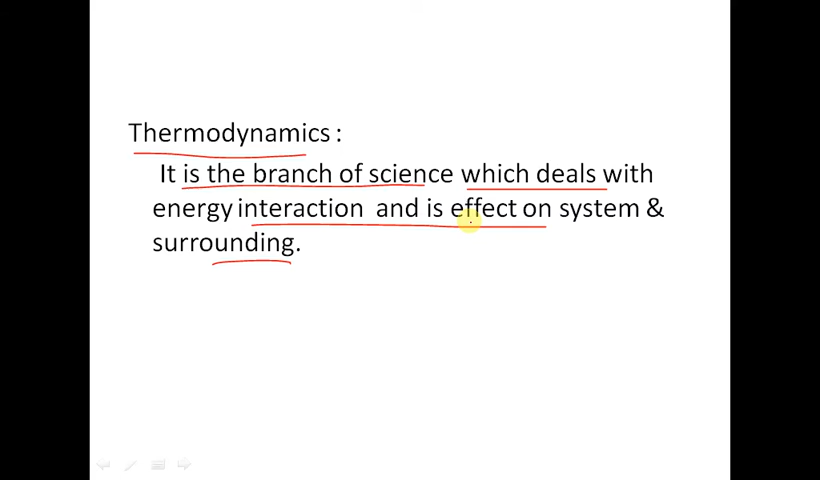 Thermodynamics :
It is the branch of science which deals with
energy interaction and is effect on system &
surrounding.